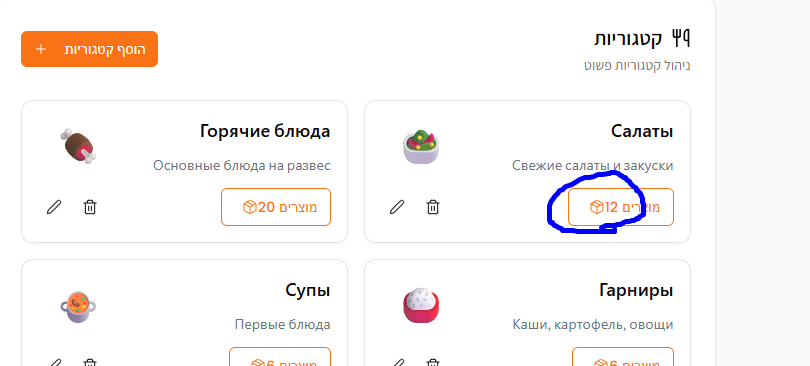 קטגוריות
ניהול קטגוריות פשוט
הוסף קטגוריות +
Салаты
Свежие салаты и закуски
מוצרים 12
Горячие блюда
Основные блюда на развес
מוצרים 20
Гарниры
Каши, картофель, овощи
מוצרים 6
Супы
Первые блюда
מוצרים 6